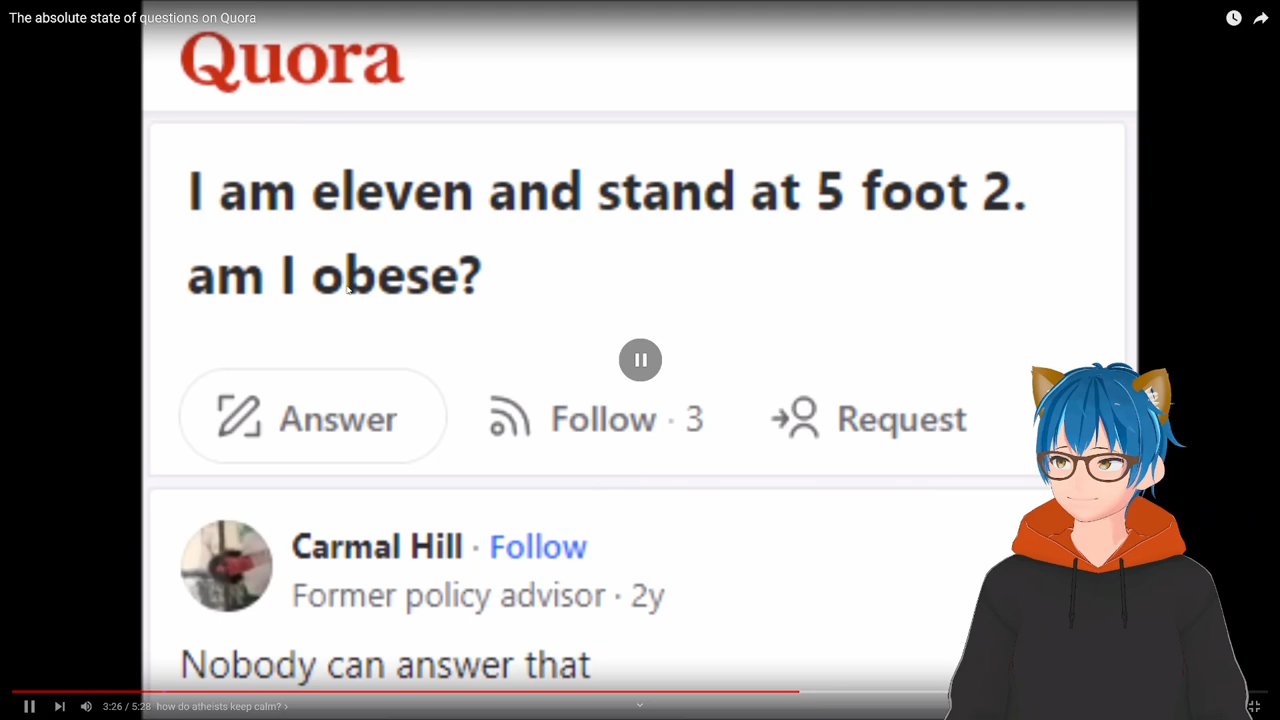 The absolute state of questions on Quora
Quora
I am eleven and stand at 5 foot 2.
am I obese?
Answer
Follow · 3
Request
Carmal Hill · Follow
Former policy advisor · 2y
Nobody can answer that
3:26 / 5:28 how do atheists keep calm? ›